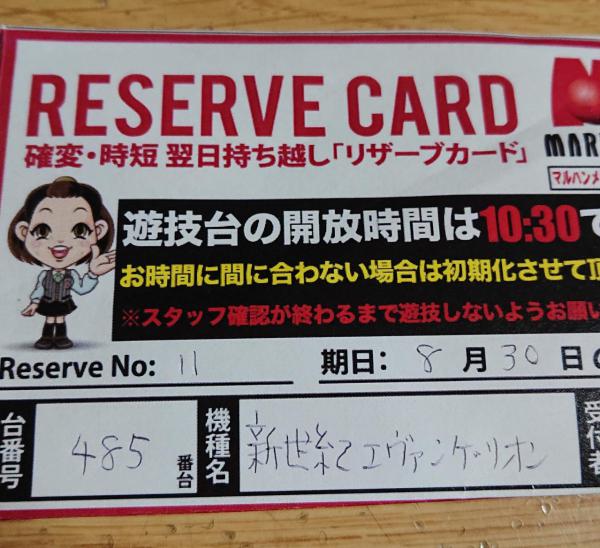 RESERVE CARD
確変・時短 翌日持ち越し「リザーブカード」
MAR
マルハンメ
遊技台の開放時間は10:30で
お時間に間に合わない場合は初期化させて頂
※スタッフ確認が終わるまで遊技しないようお願い
Reserve No: 11 期日: 8 月 30 日の
台番号 485 番台 機種名 新世紀エヴァンゲリオン 受付者